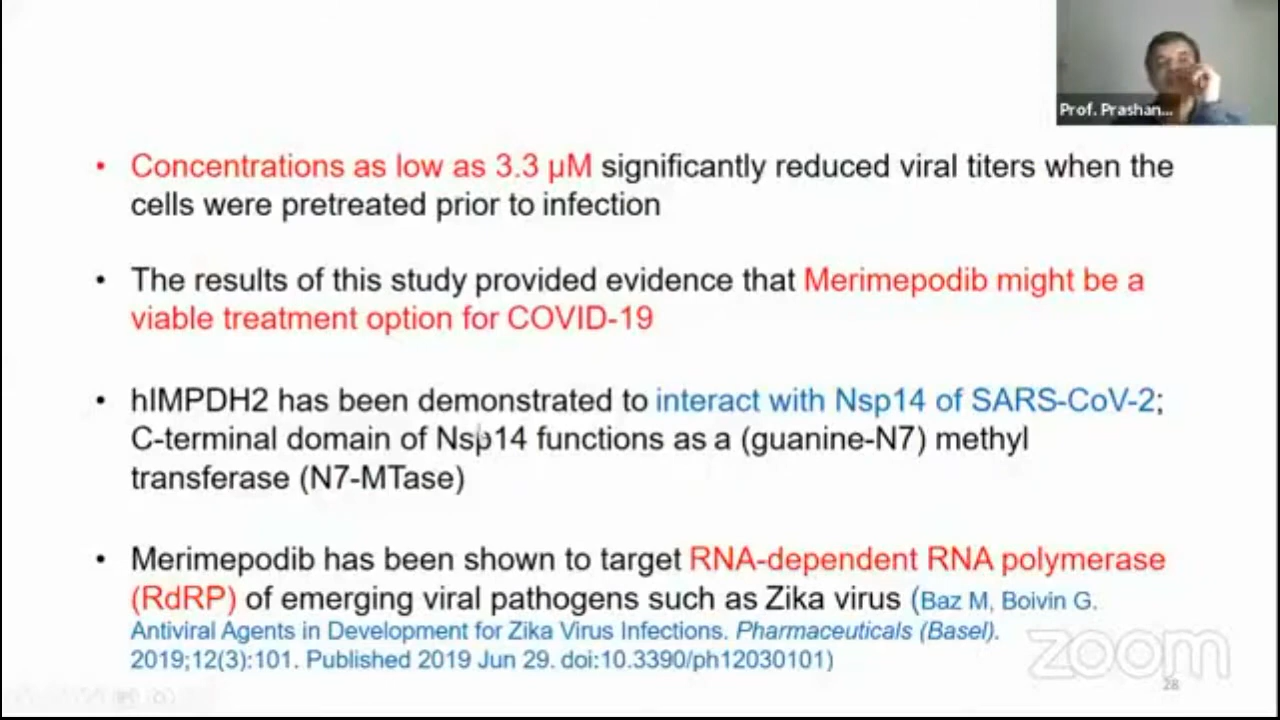 Prof. Prashan...
• Concentrations as low as 3.3 µM significantly reduced viral titers when the
cells were pretreated prior to infection
• The results of this study provided evidence that Merimepodib might be a
viable treatment option for COVID-19
• hIMPDH2 has been demonstrated to interact with Nsp14 of SARS-CoV-2;
C-terminal domain of Nsp14 functions as a (guanine-N7) methyl
transferase (N7-MTase)
• Merimepodib has been shown to target RNA-dependent RNA polymerase
(RdRP) of emerging viral pathogens such as Zika virus (Baz M, Boivin G.
Antiviral Agents in Development for Zika Virus Infections. Pharmaceuticals (Basel).
2019;12(3):101. Published 2019 Jun 29. doi:10.3390/ph12030101)
zoom
28